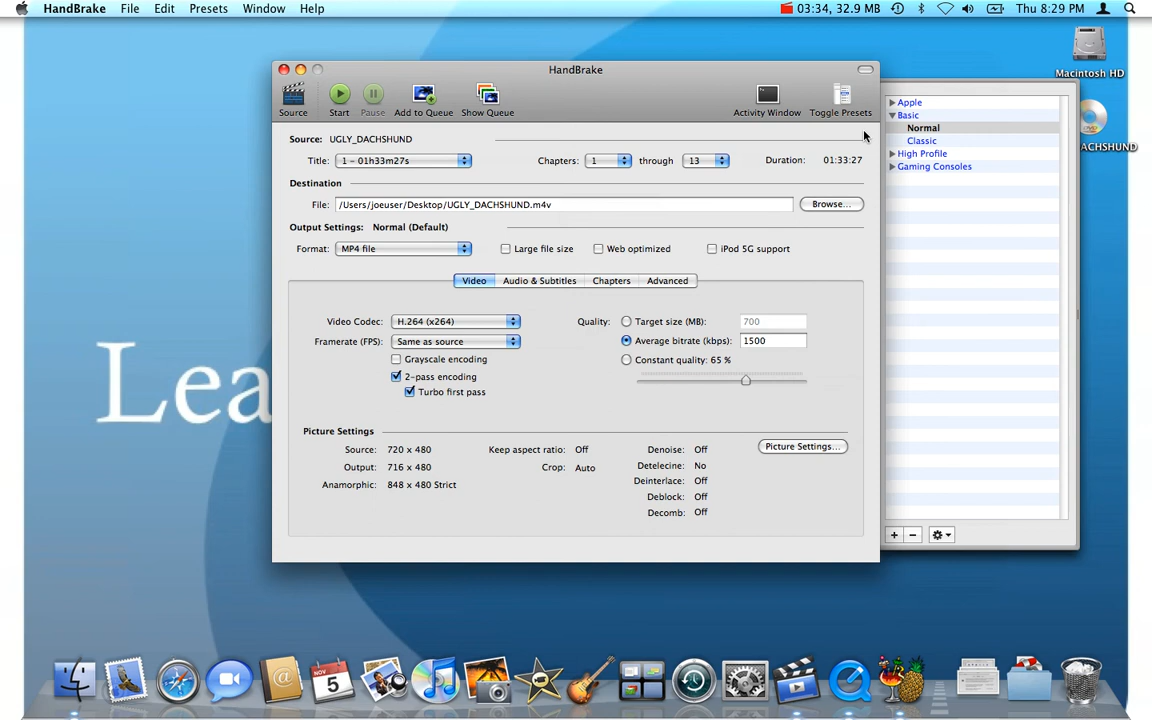 HandBrake File Edit Presets Window Help 03:34, 32.9 MB Thu 8:29 PM
Macintosh HD
HandBrake
Source Start Pause Add to Queue Show Queue Activity Window Toggle Presets
Source: UGLY_DACHSHUND
Title: 1 - 01h33m27s Chapters: 1 through 13 Duration: 01:33:27
Destination
File: /Users/joeuser/Desktop/UGLY_DACHSHUND.m4v Browse...
Output Settings: Normal (Default)
Format: MP4 file Large file size Web optimized iPod 5G support
Video Audio & Subtitles Chapters Advanced
Video Codec: H.264 (x264) Quality: Target size (MB): 700
Framerate (FPS): Same as source Average bitrate (kbps): 1500
Grayscale encoding Constant quality: 65 %
2-pass encoding
Turbo first pass
Picture Settings
Source: 720 x 480 Keep aspect ratio: Off Denoise: Off Picture Settings...
Output: 716 x 480 Crop: Auto Detelecine: No
Anamorphic: 848 x 480 Strict Deinterlace: Off
Deblock: Off
Decomb: Off
Apple
Basic
Normal
Classic
High Profile
Gaming Consoles
DVD
ACHSHUND
Lea
NOV
5